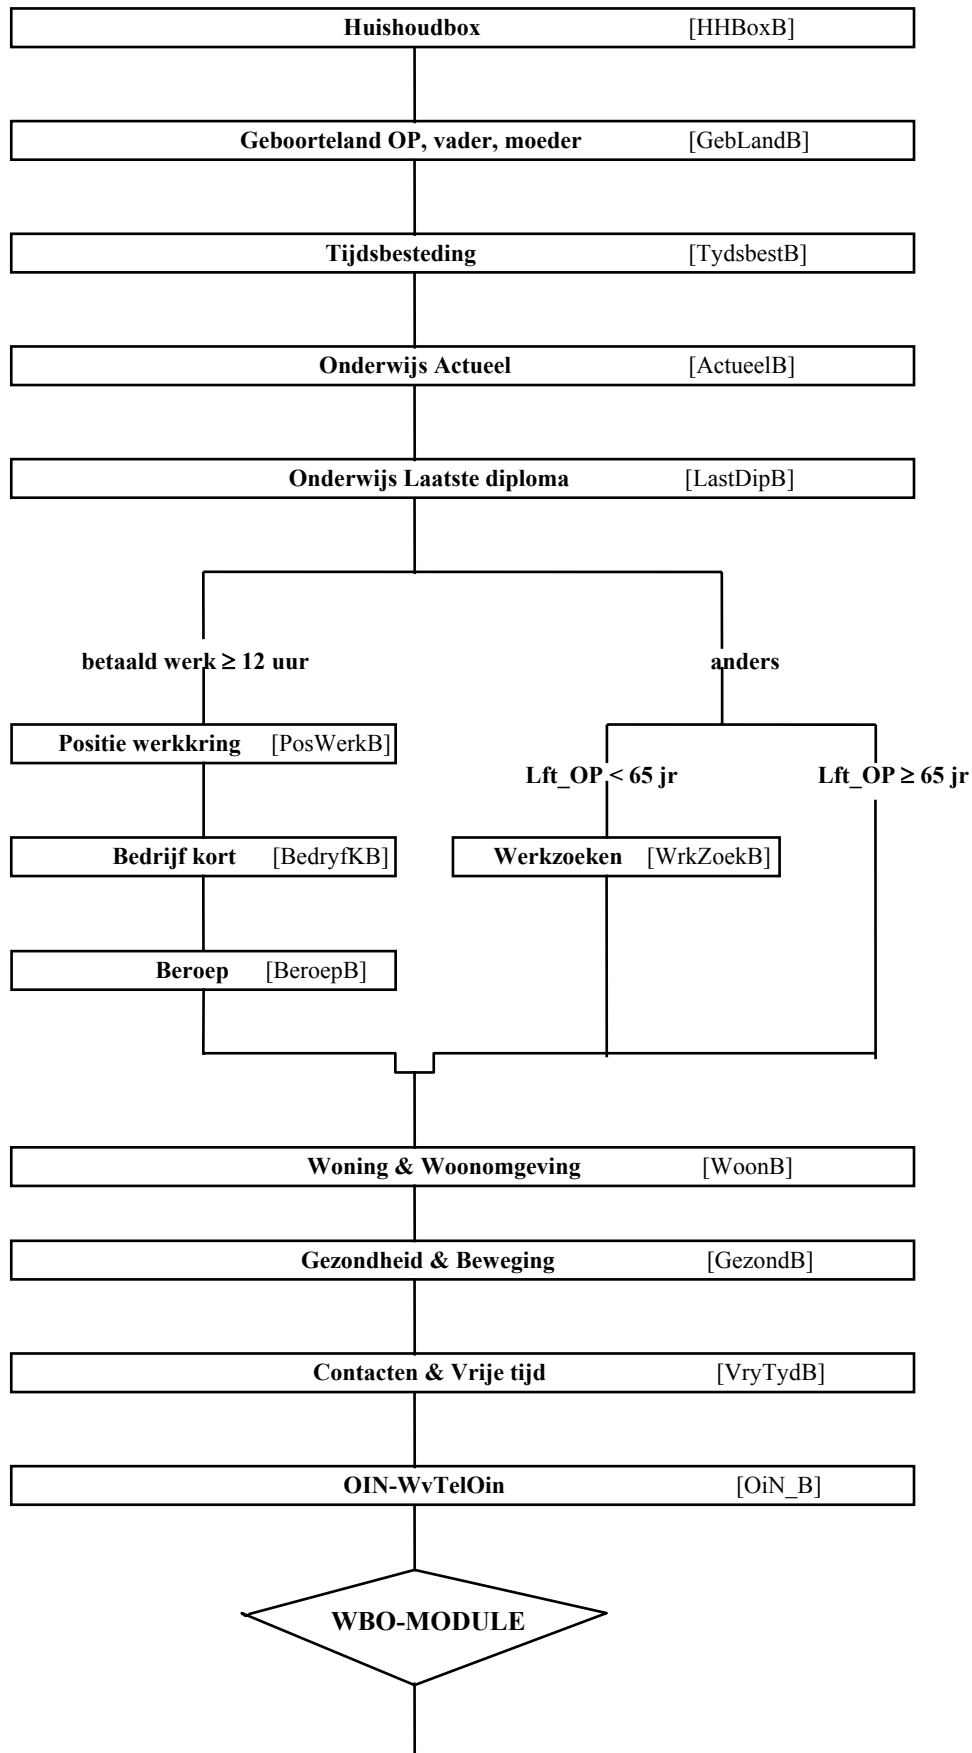 Huishoudbox [HHBoxB]
Geboorteland OP, vader, moeder [GebLandB]
Tijdsbesteding [TydsbestB]
Onderwijs Actueel [ActueelB]
Onderwijs Laatste diploma [LastDipB]
betaald werk ≥ 12 uur anders
Positie werkkring [PosWerkB]
Lft_OP < 65 jr Lft_OP ≥ 65 jr
Bedrijf kort [BedryfKB] Werkzoeken [WrkZoekB]
Beroep [BeroepB]
Woning & Woonomgeving [WoonB]
Gezondheid & Beweging [GezondB]
Contacten & Vrije tijd [VryTydB]
OIN-WvTelOin [OiN_B]
WBO-MODULE